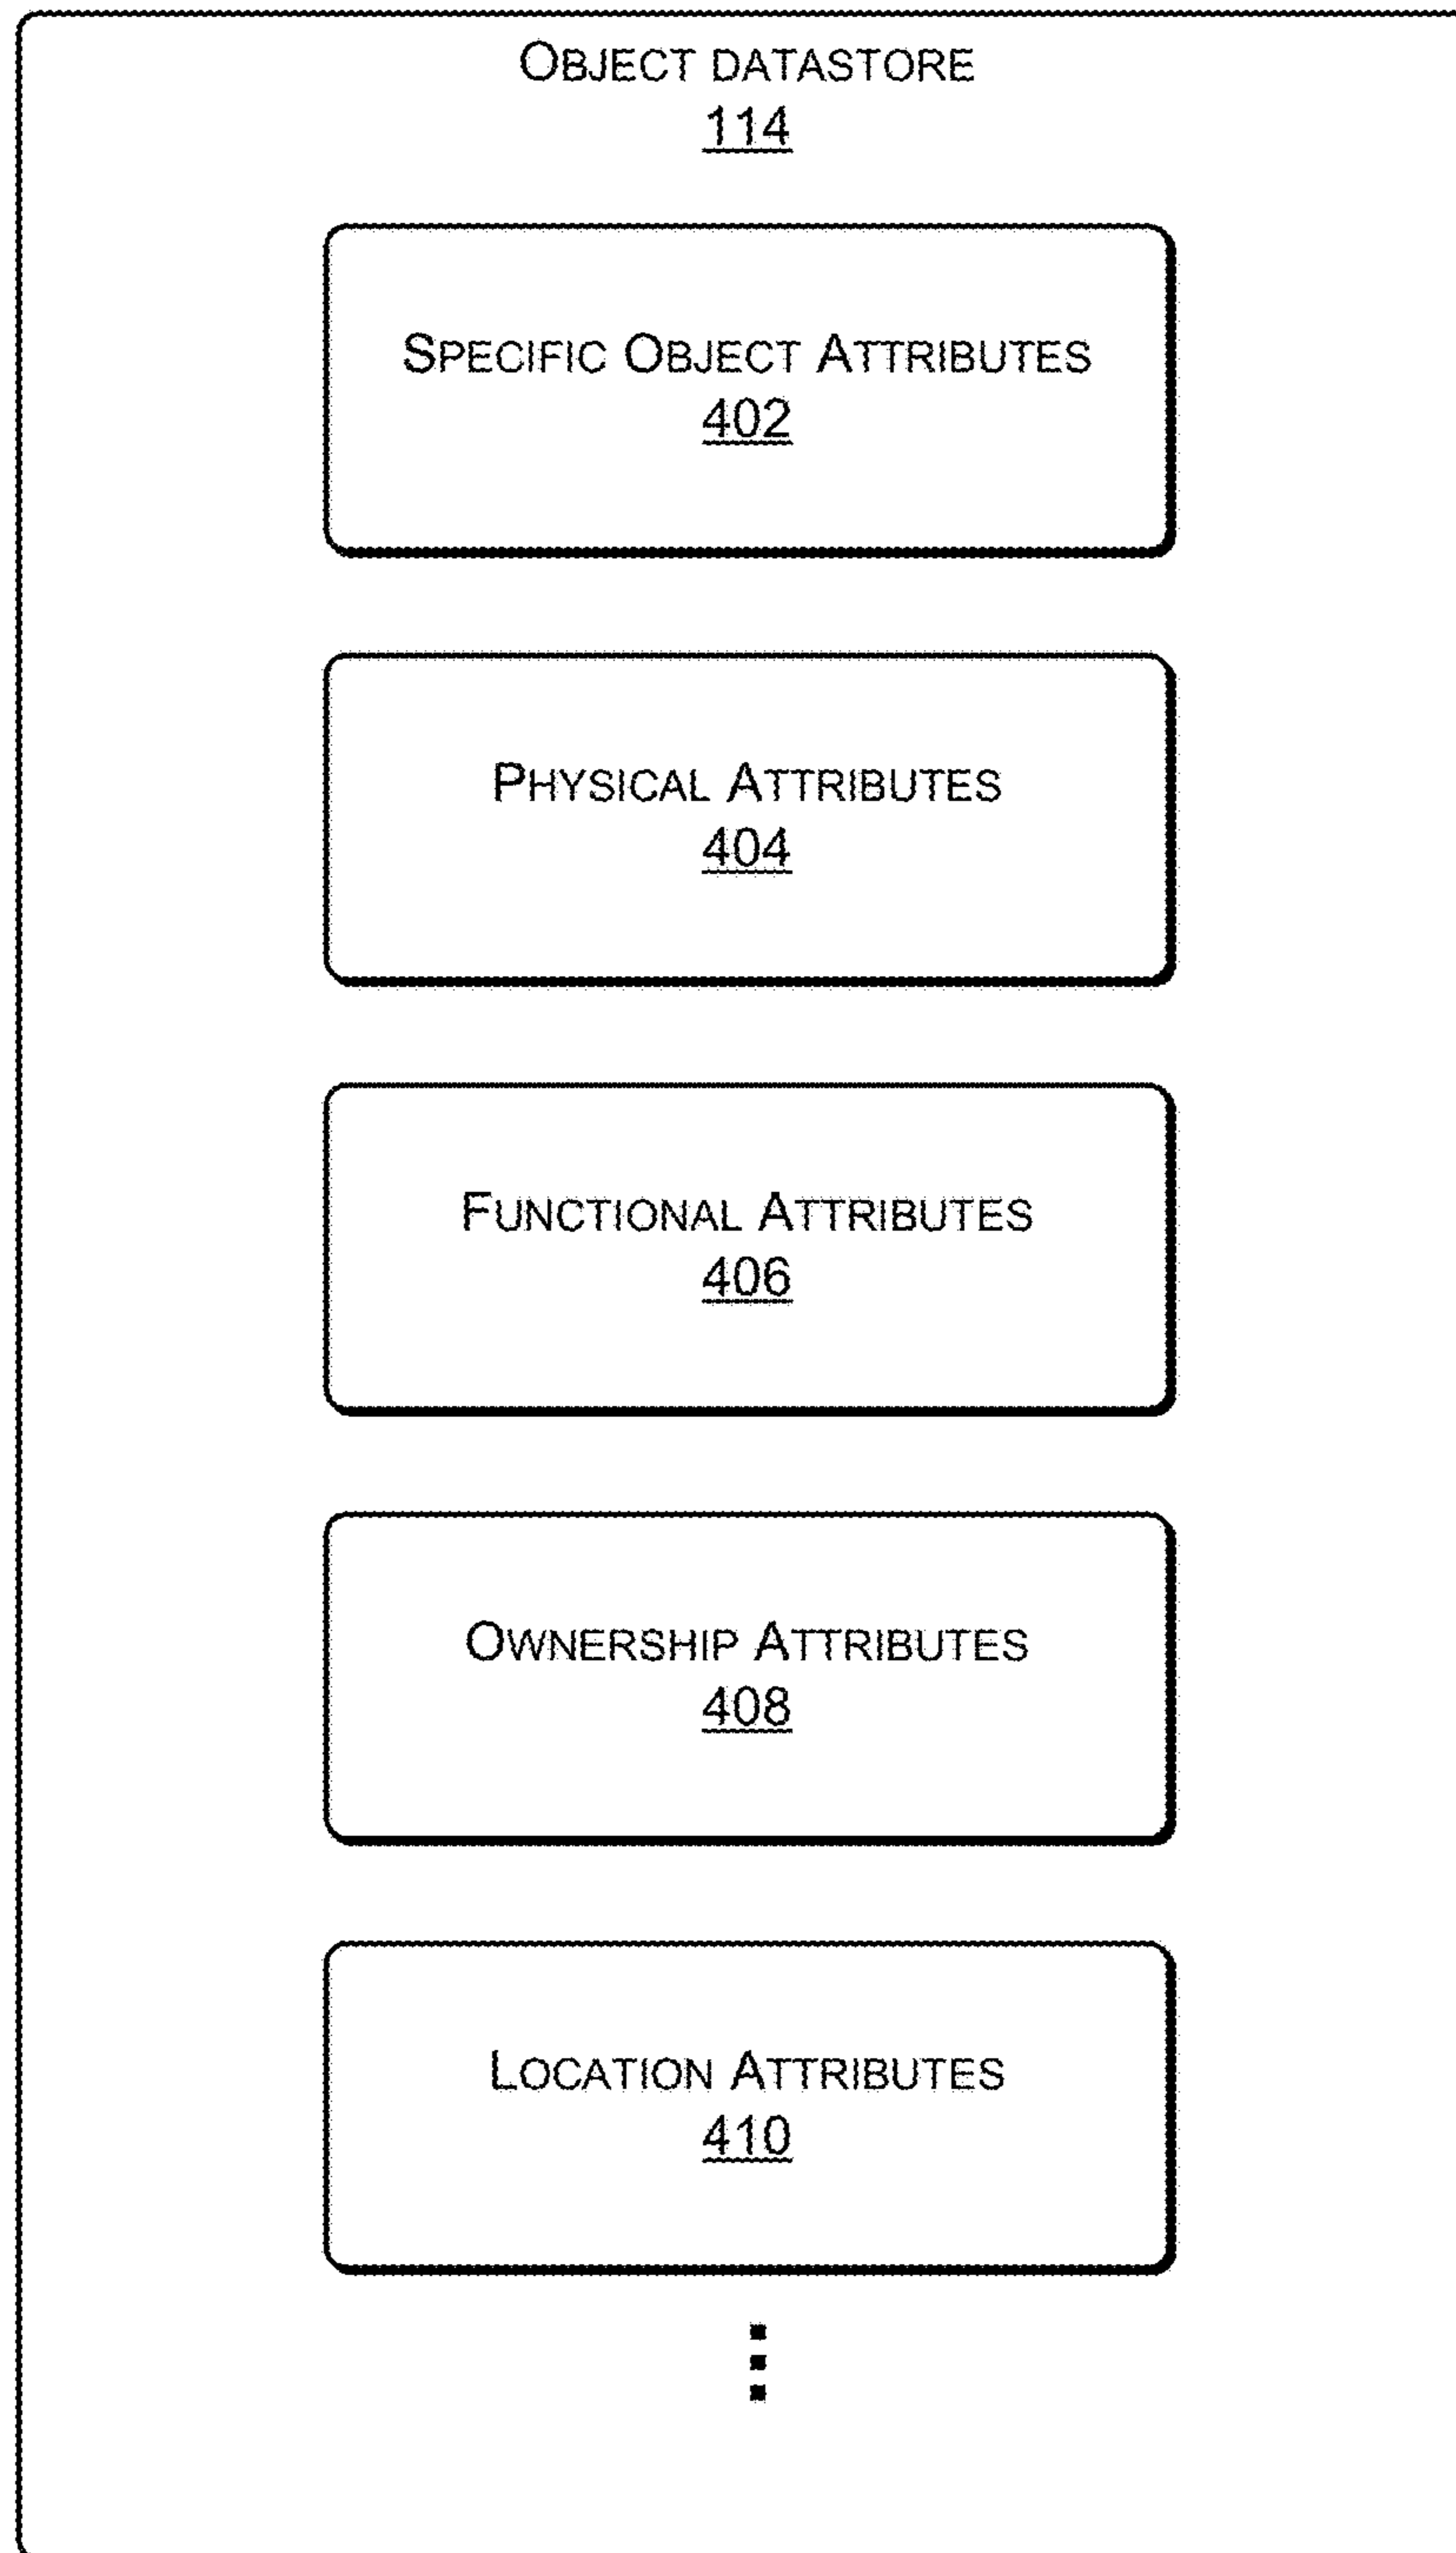 OBJECT DATASTORE
114
SPECIFIC OBJECT ATTRIBUTES
402
PHYSICAL ATTRIBUTES
404
FUNCTIONAL ATTRIBUTES
406
OWNERSHIP ATTRIBUTES
408
LOCATION ATTRIBUTES
410